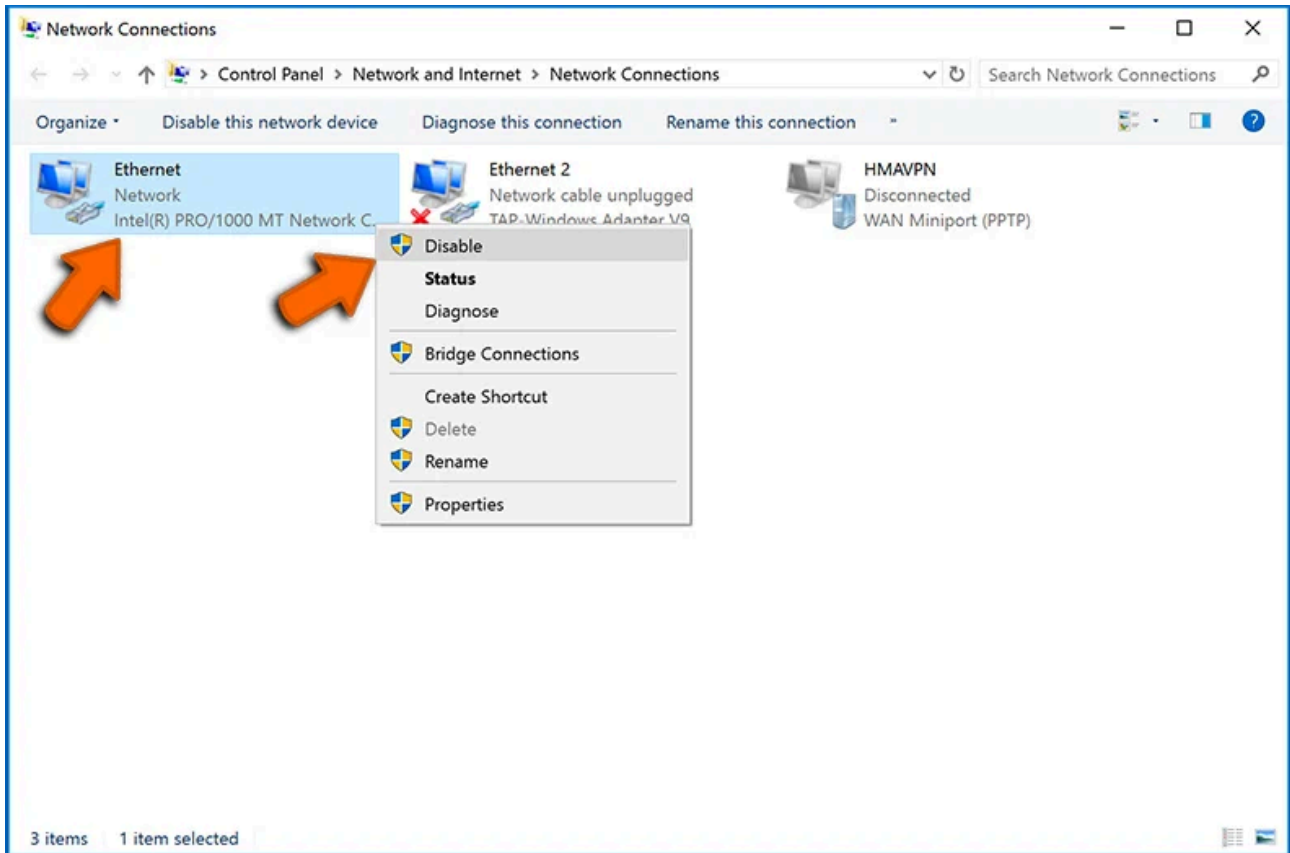 Network Connections
Control Panel > Network and Internet > Network Connections
Search Network Connections
Organize
Disable this network device
Diagnose this connection
Rename this connection
»
?
Ethernet
Network
Intel(R) PRO/1000 MT Network C...
Ethernet 2
Network cable unplugged
TAP-Windows Adapter V9
HMAVPN
Disconnected
WAN Miniport (PPTP)
Disable
Status
Diagnose
Bridge Connections
Create Shortcut
Delete
Rename
Properties
3 items
1 item selected